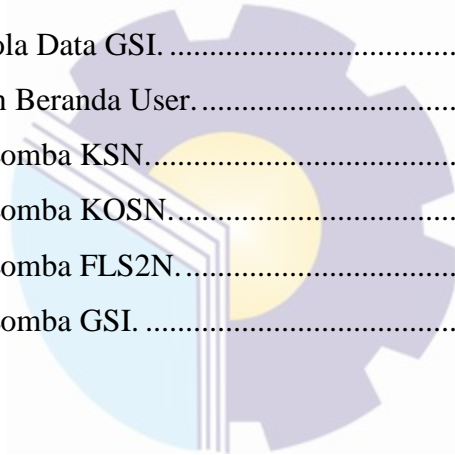 ola Data GSI. ........................................
n Beranda User. ...................................
omba KSN. ..........................................
omba KOSN. .......................................
omba FLS2N. ......................................
omba GSI. ...........................................